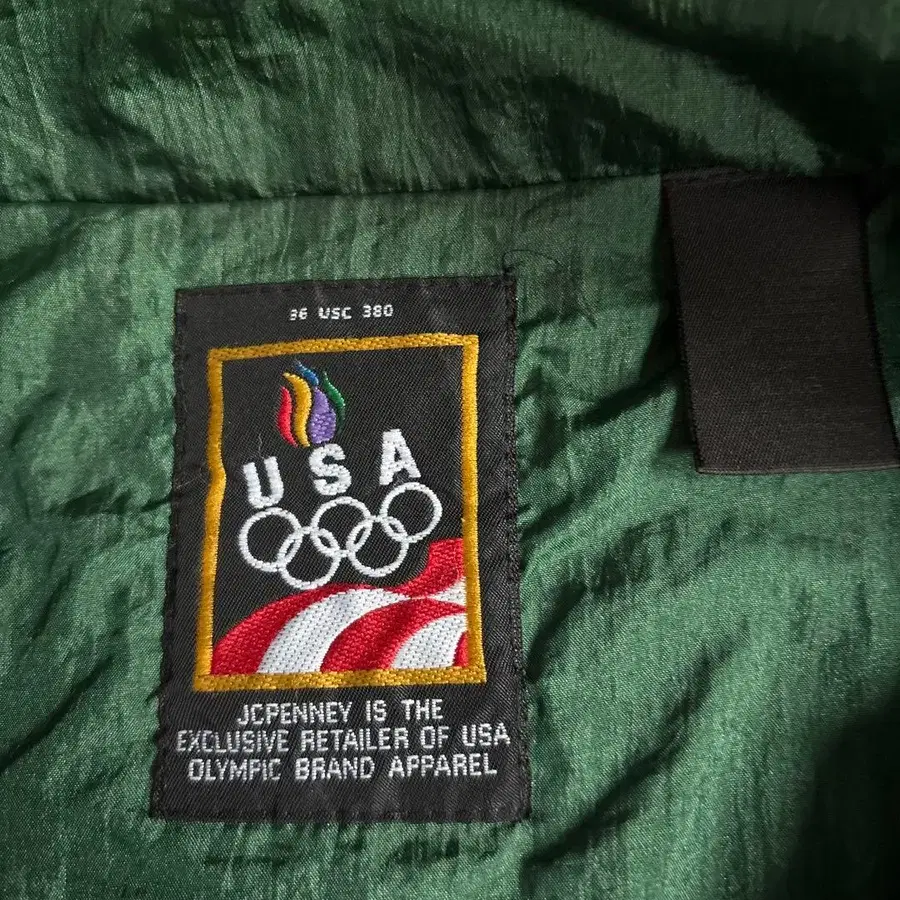 36 USC 380
USA
JCPENNEY IS THE
EXCLUSIVE RETAILER OF USA
OLYMPIC BRAND APPAREL